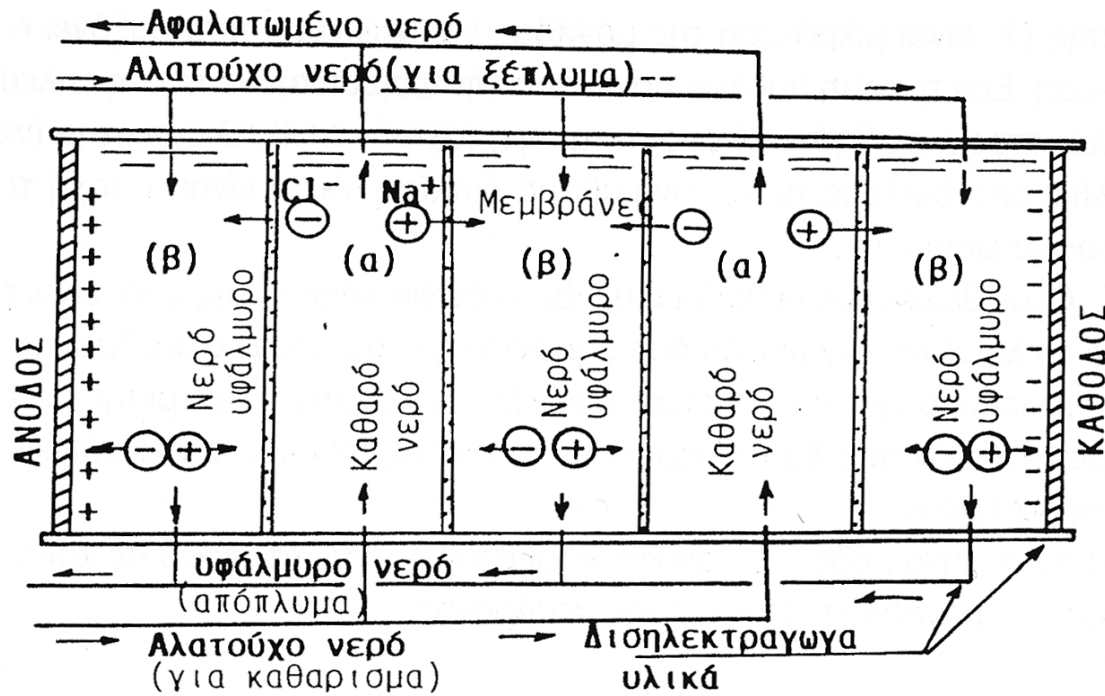 Αφαλατωμένο νερό
Αλατούχο νερό(για ξέπλυμα)--
Cl⁻
Na⁺
Μεμβράνες
(β)
(α)
(β)
(α)
(β)
ΑΝΟΔΟΣ
Νερό
υφάλμυρο
Καθαρό
νερό
Νερό
υφάλμυρο
Καθαρό
νερό
Νερό
υφάλμυρο
ΚΑΘΟΔΟΣ
υφάλμυρο νερό
(απόπλυμα)
Αλατούχο νερό
(για καθαρισμα)
Δισηλεκτραγωγα
υλικά